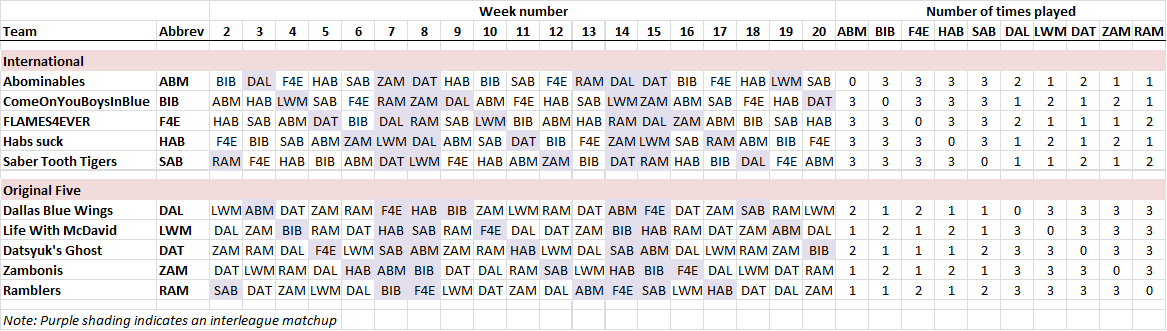 Week number Number of times played
Team Abbrev 2 3 4 5 6 7 8 9 10 11 12 13 14 15 16 17 18 19 20 ABM BIB F4E HAB SAB DAL LWM DAT ZAM RAM
International
Abominables ABM BIB DAL F4E HAB SAB ZAM DAT HAB BIB SAB F4E RAM DAL DAT BIB F4E HAB LWM SAB 0 3 3 3 3 2 1 2 1 1
ComeOnYouBoysInBlue BIB ABM HAB LWM SAB F4E RAM ZAM DAL ABM F4E HAB SAB LWM ZAM ABM SAB F4E HAB DAT 3 0 3 3 3 1 2 1 2 1
FLAMES4EVER F4E HAB SAB ABM DAT BIB DAL RAM SAB LWM BIB ABM HAB RAM DAL ZAM ABM BIB SAB HAB 3 3 0 3 3 2 1 1 1 2
Habs suck HAB F4E BIB SAB ABM ZAM LWM DAL ABM SAB DAT BIB F4E ZAM LWM SAB RAM ABM BIB F4E 3 3 3 0 3 1 2 1 2 1
Saber Tooth Tigers SAB RAM F4E HAB BIB ABM DAT LWM F4E HAB ABM ZAM BIB DAT RAM HAB BIB DAL F4E ABM 3 3 3 3 0 1 1 2 1 2
Original Five
Dallas Blue Wings DAL LWM ABM DAT ZAM RAM F4E HAB BIB ZAM LWM RAM DAT ABM F4E DAT ZAM SAB RAM LWM 2 1 2 1 1 0 3 3 3 3
Life With McDavid LWM DAL ZAM BIB RAM DAT HAB SAB RAM F4E DAL DAT ZAM BIB HAB RAM DAT ZAM ABM DAL 1 2 1 2 1 3 0 3 3 3
Datsyuk's Ghost DAT ZAM RAM DAL F4E LWM SAB ABM ZAM RAM HAB LWM DAL SAB ABM DAL LWM RAM ZAM BIB 2 1 1 1 2 3 3 0 3 3
Zambonis ZAM DAT LWM RAM DAL HAB ABM BIB DAT DAL RAM SAB LWM HAB BIB F4E DAL LWM DAT RAM 1 2 1 2 1 3 3 3 0 3
Ramblers RAM SAB DAT ZAM LWM DAL BIB F4E LWM DAT ZAM DAL ABM F4E SAB LWM HAB DAT DAL ZAM 1 1 2 1 2 3 3 3 3 0
Note: Purple shading indicates an interleague matchup